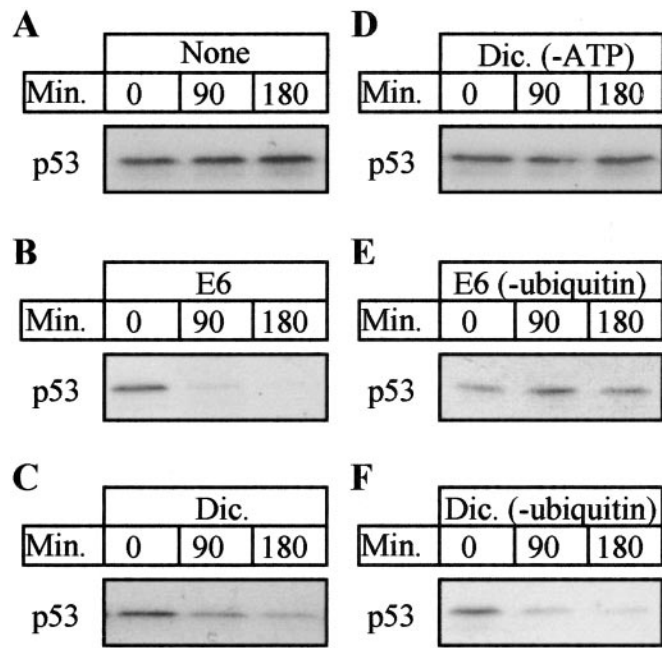 A
None
Min. 0 90 180
p53
B
E6
Min. 0 90 180
p53
C
Dic.
Min. 0 90 180
p53
D
Dic. (-ATP)
Min. 0 90 180
p53
E
E6 (-ubiquitin)
Min. 0 90 180
p53
F
Dic. (-ubiquitin)
Min. 0 90 180
p53